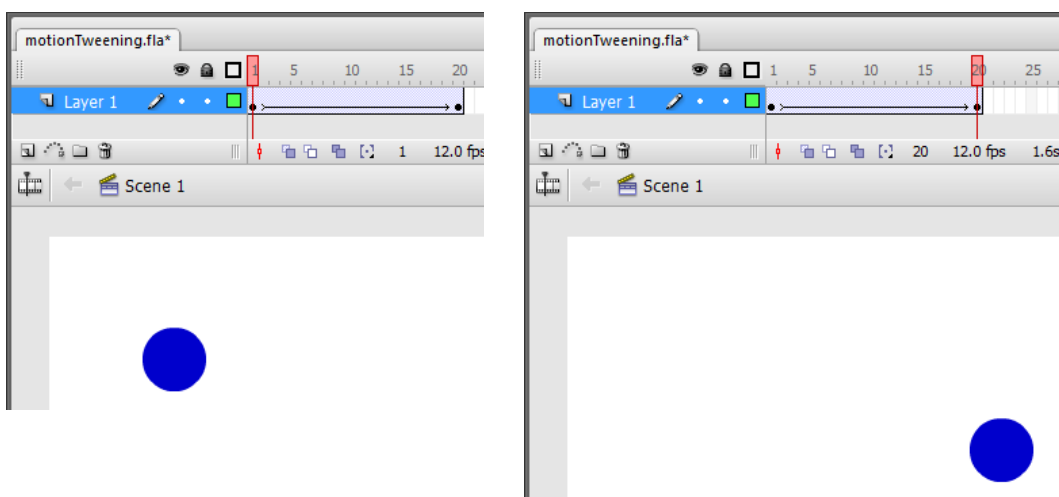 motionTweening.fla*
1 5 10 15 20
Layer 1
1 12.0 fps
Scene 1
motionTweening.fla*
1 5 10 15 20 25
Layer 1
20 12.0 fps 1.6s
Scene 1